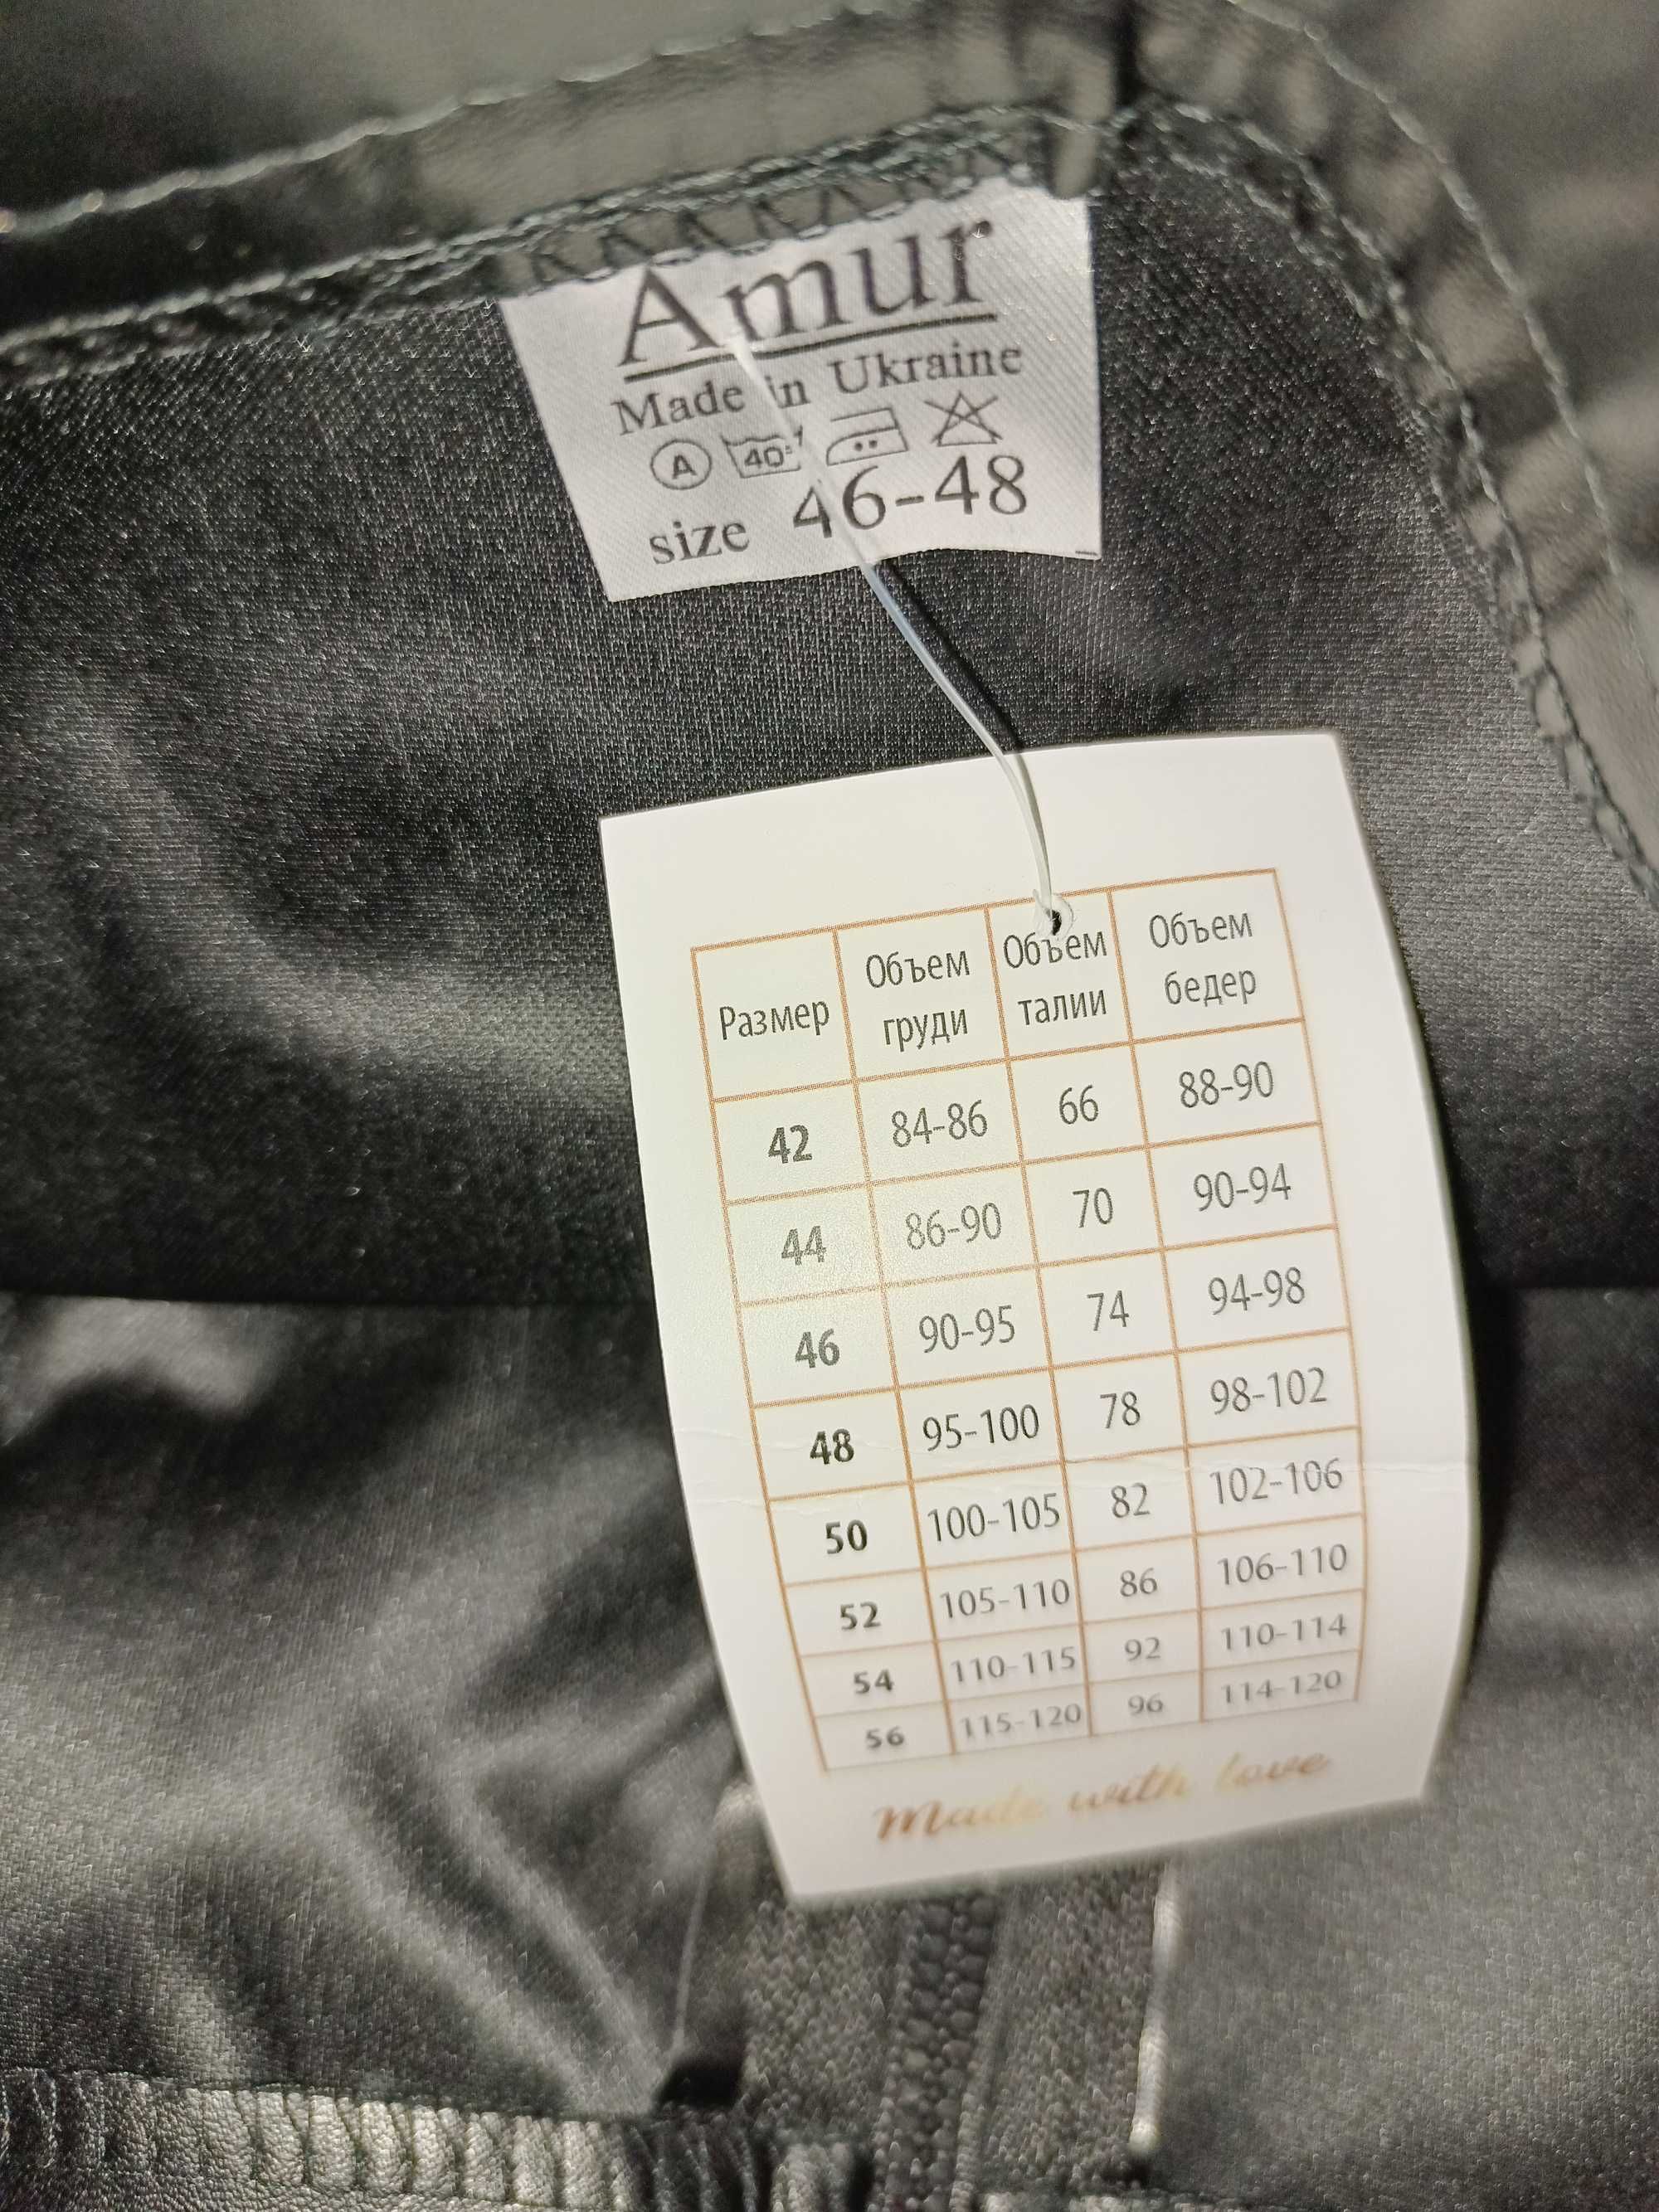 Amur
Made in Ukraine
A 40°
size 46-48
Размер Объем груди Объем талии Объем бедер
42 84-86 66 88-90
44 86-90 70 90-94
46 90-95 74 94-98
48 95-100 78 98-102
50 100-105 82 102-106
52 105-110 86 106-110
54 110-115 92 110-114
56 115-120 96 114-120
Made with love